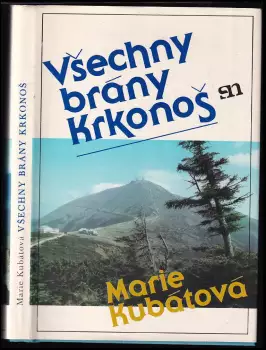 Marie Kubátová VŠECHNY BRÁNY KRKONOŠ
Všechny
brány
Krkonoš
sn
Marie
Kubátová